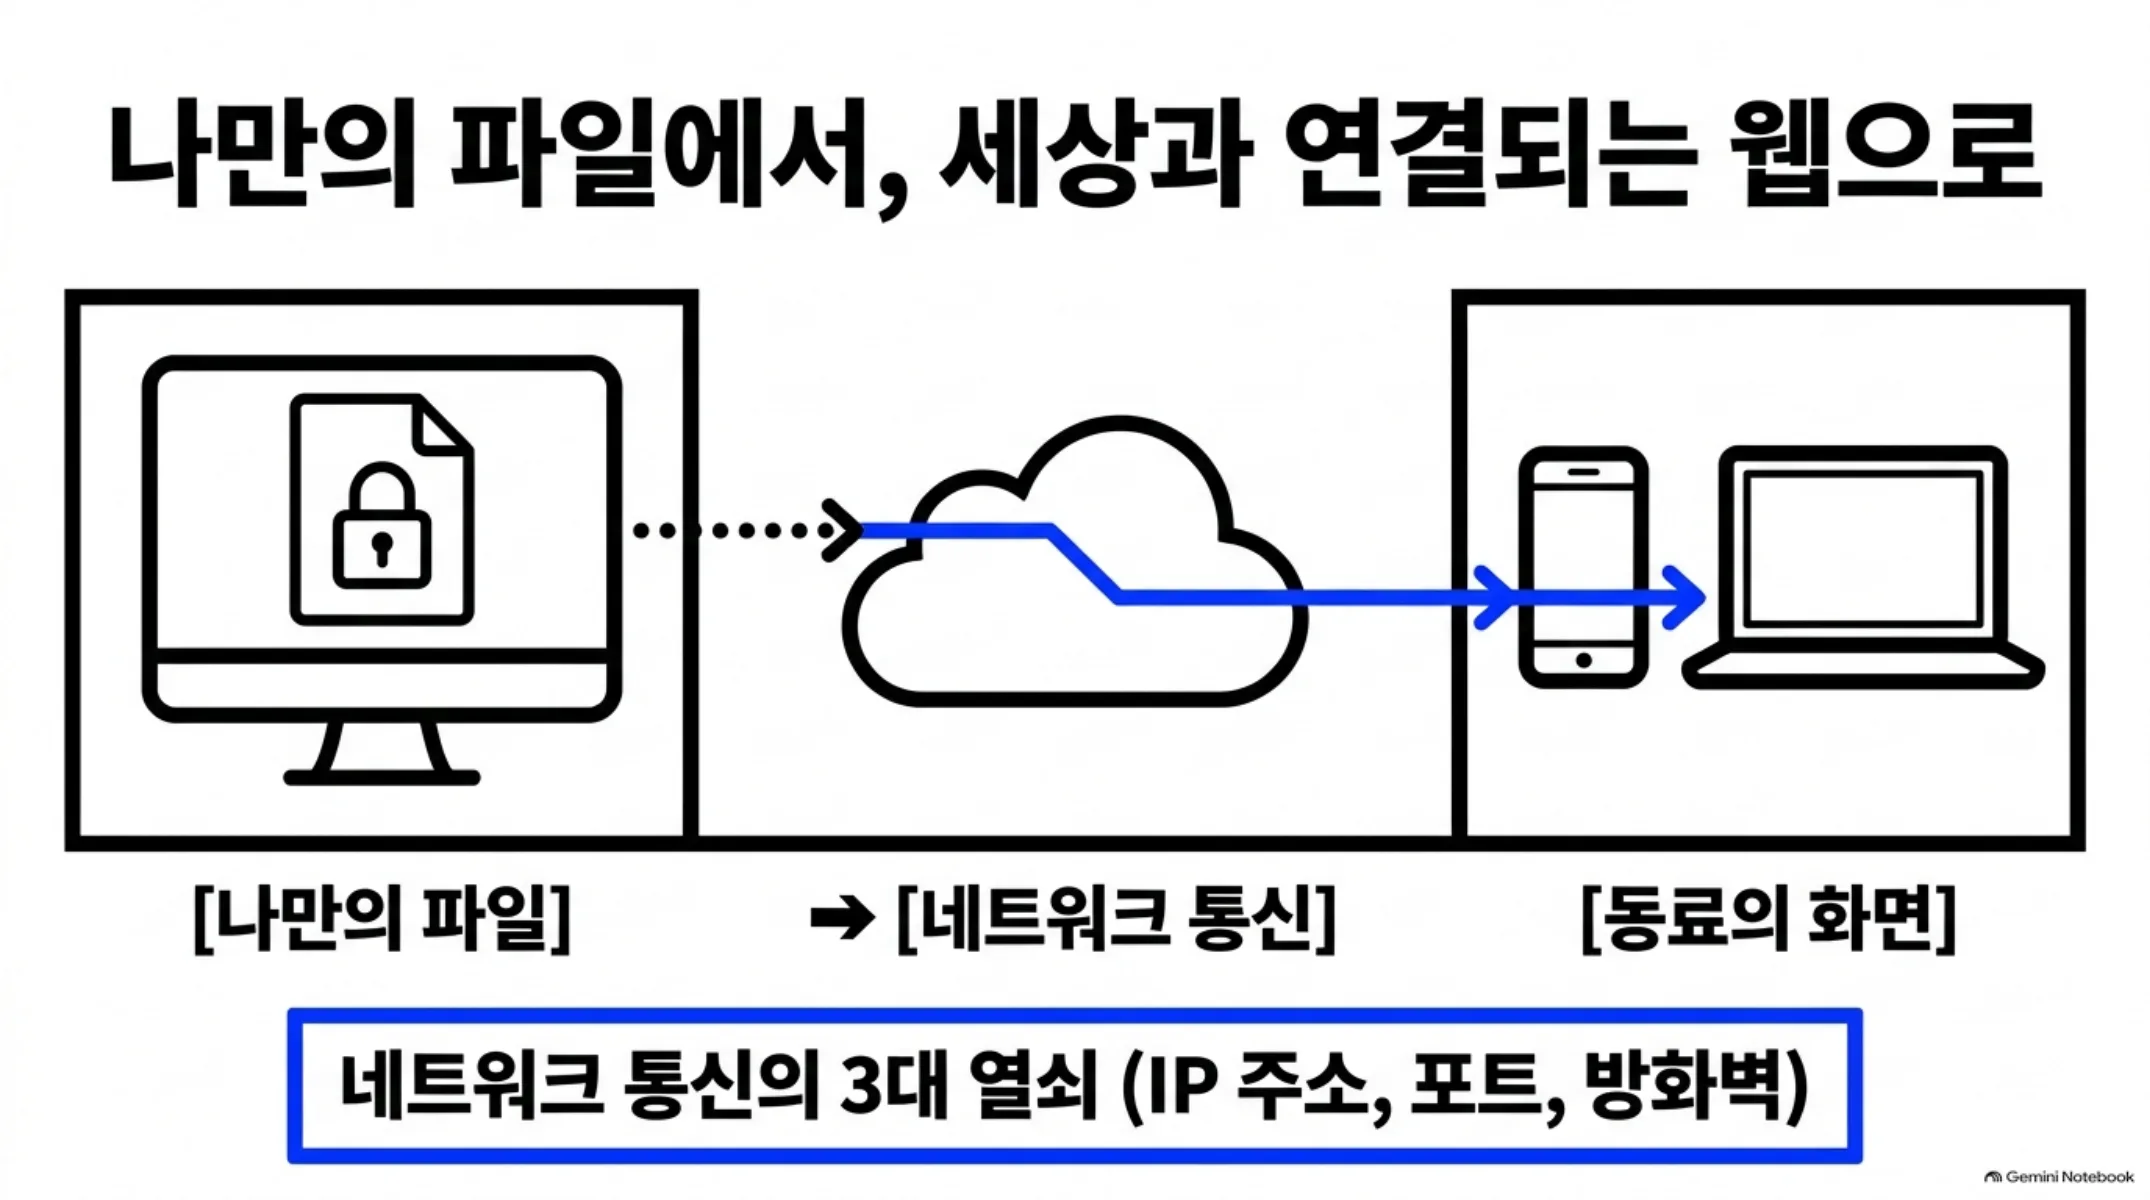 나만의 파일에서, 세상과 연결되는 웹으로
[나만의 파일]
➔ [네트워크 통신]
[동료의 화면]
네트워크 통신의 3대 열쇠 (IP 주소, 포트, 방화벽)
Gemini Notebook